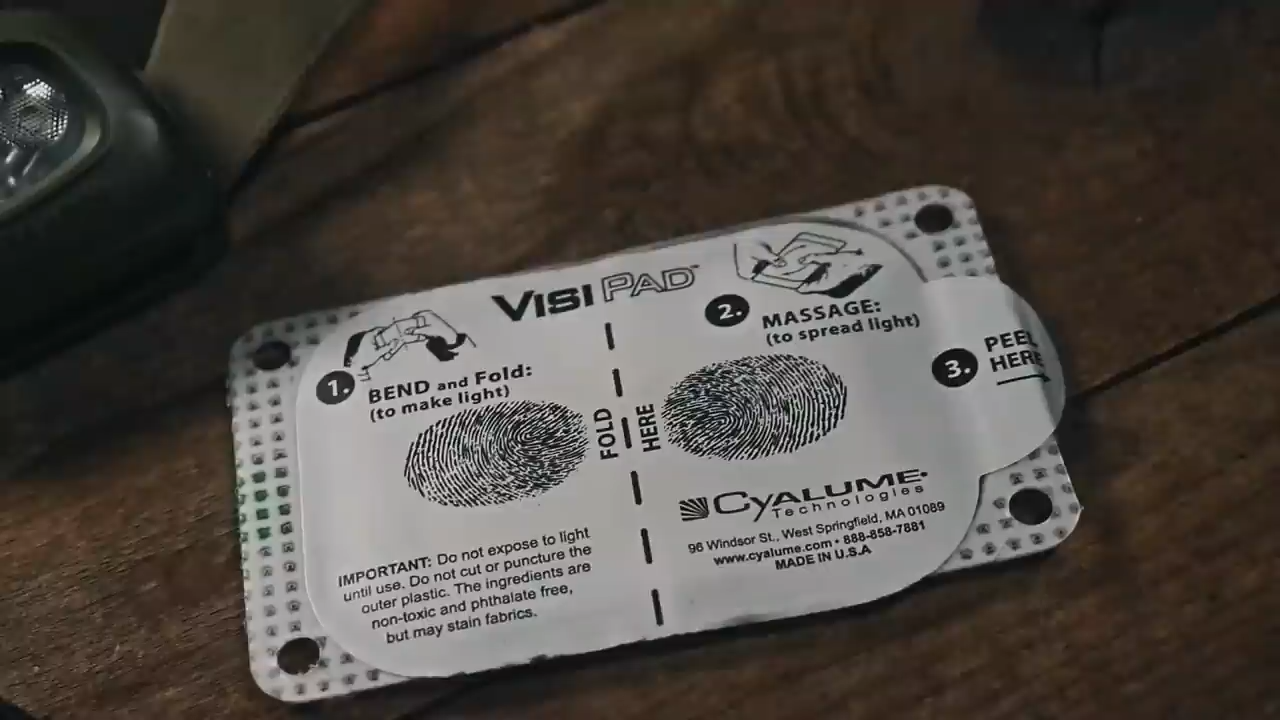 VISIPAD™
1. BEND and Fold:
(to make light)
2. MASSAGE:
(to spread light)
3. PEEL
HERE
FOLD
HERE
IMPORTANT: Do not expose to light
until use. Do not cut or puncture the
outer plastic. The ingredients are
non-toxic and phthalate free,
but may stain fabrics.
CYALUME
Technologies
96 Windsor St., West Springfield, MA 01089
www.cyalume.com • 888-858-7881
MADE IN U.S.A